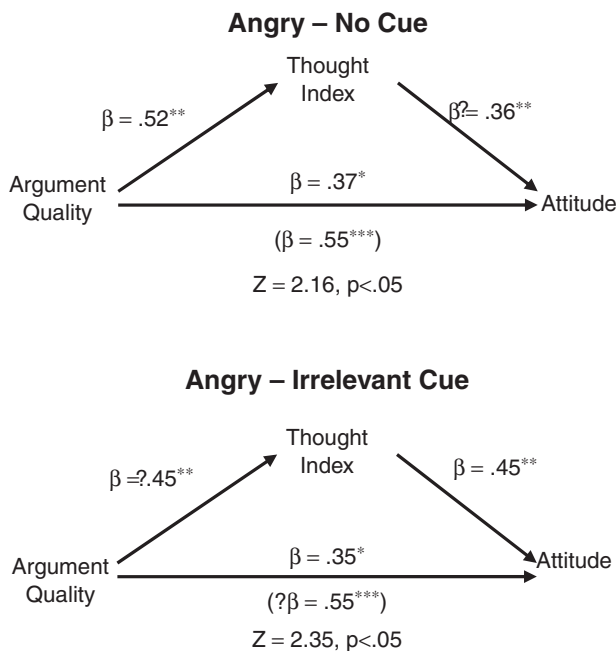 Angry – No Cue
Thought
Index
β = .52**
β?= .36**
Argument
Quality
β = .37*
Attitude
(β = .55***)
Z = 2.16, p<.05
Angry – Irrelevant Cue
Thought
Index
β =?.45**
β = .45**
Argument
Quality
β = .35*
Attitude
(?β = .55***)
Z = 2.35, p<.05